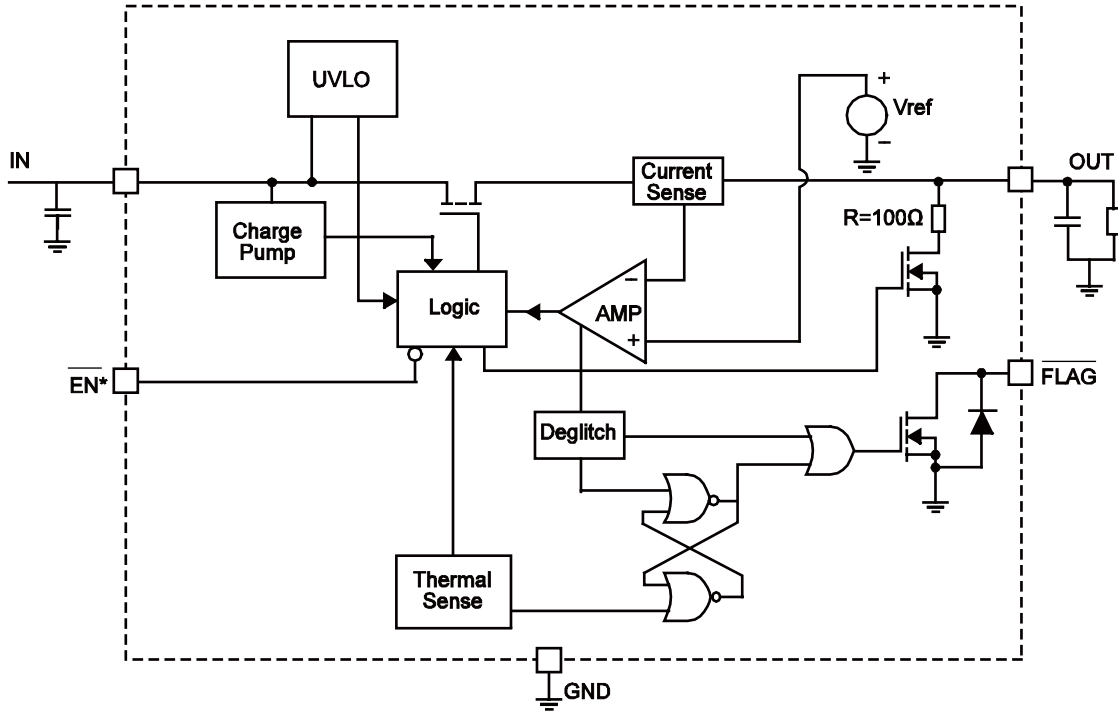 UVLO
+
Vref
−
IN
OUT
Current
Sense
R=100Ω
Charge
Pump
Logic
−
AMP
+
EN*
FLAG
Deglitch
Thermal
Sense
GND